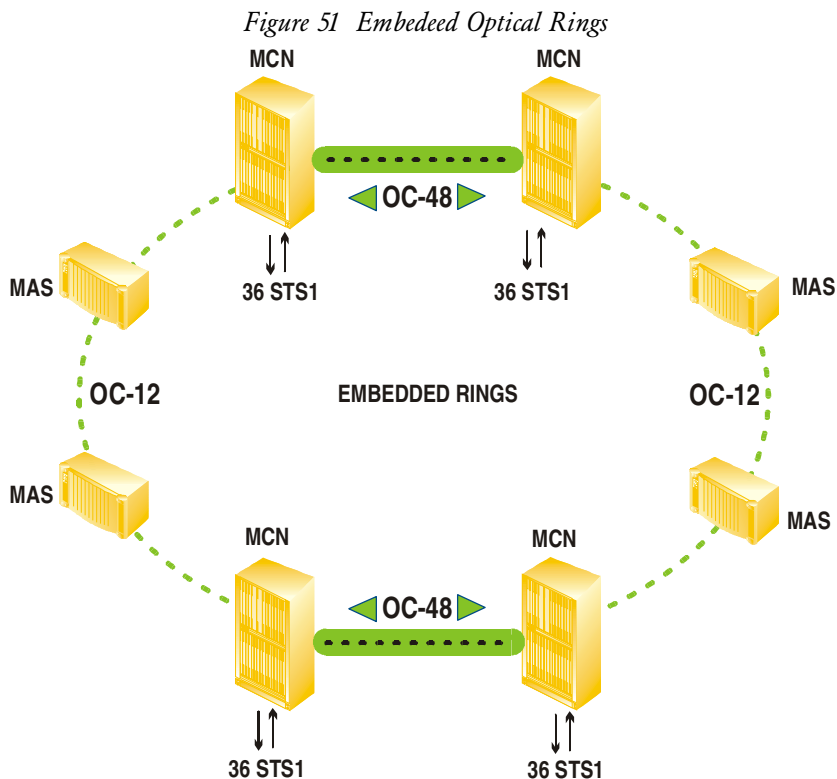 Figure 51 Embedeed Optical Rings
MCN
MCN
OC-48
36 STS1
36 STS1
MAS
MAS
OC-12
EMBEDDED RINGS
OC-12
MAS
MAS
MCN
MCN
OC-48
36 STS1
36 STS1